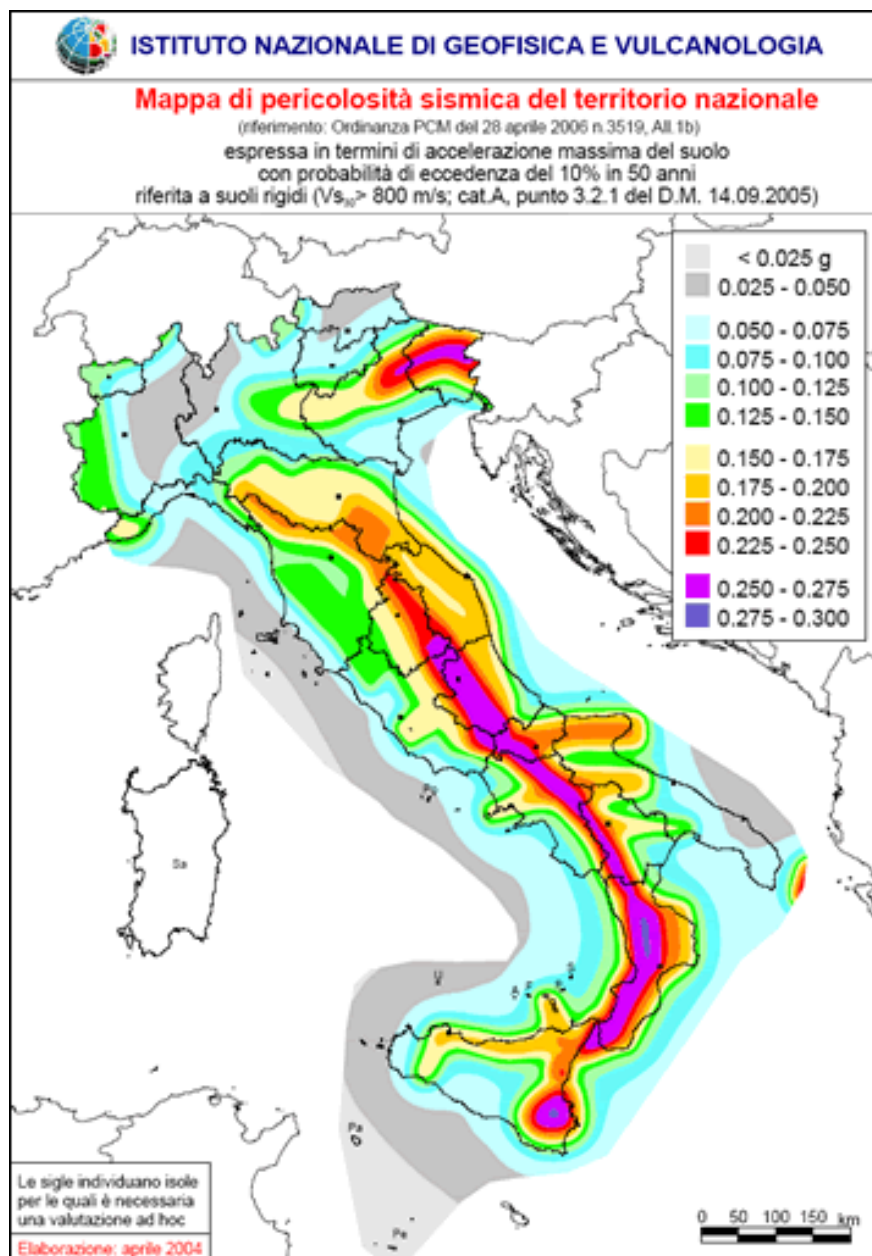 ISTITUTO NAZIONALE DI GEOFISICA E VULCANOLOGIA
Mappa di pericolosità sismica del territorio nazionale
(riferimento: Ordinanza PCM del 28 aprile 2006 n.3519, All.1b)
espressa in termini di accelerazione massima del suolo
con probabilità di eccedenza del 10% in 50 anni
riferita a suoli rigidi (Vs₃₀> 800 m/s; cat.A, punto 3.2.1 del D.M. 14.09.2005)
< 0.025 g
0.025 - 0.050
0.050 - 0.075
0.075 - 0.100
0.100 - 0.125
0.125 - 0.150
0.150 - 0.175
0.175 - 0.200
0.200 - 0.225
0.225 - 0.250
0.250 - 0.275
0.275 - 0.300
Sa
U
A
Pa
Pe
Le sigle individuano isole
per le quali è necessaria
una valutazione ad hoc
Elaborazione: aprile 2004
0 50 100 150 km